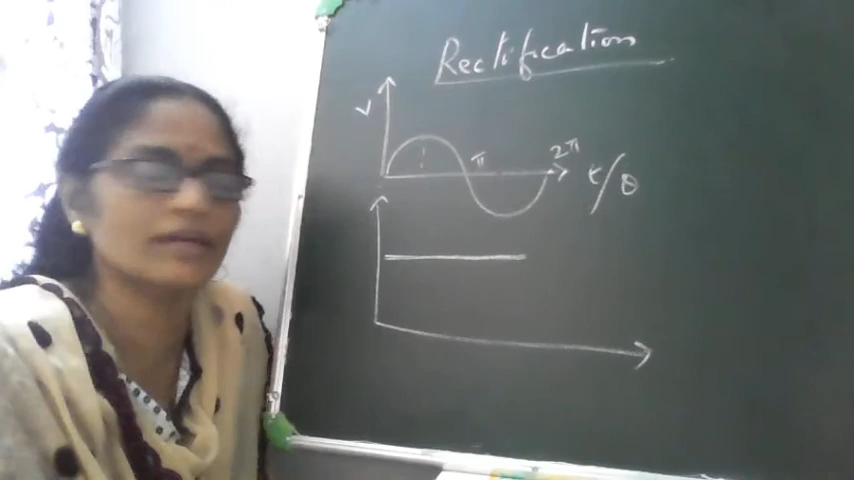 Rectification
V
π
2π
t/θ